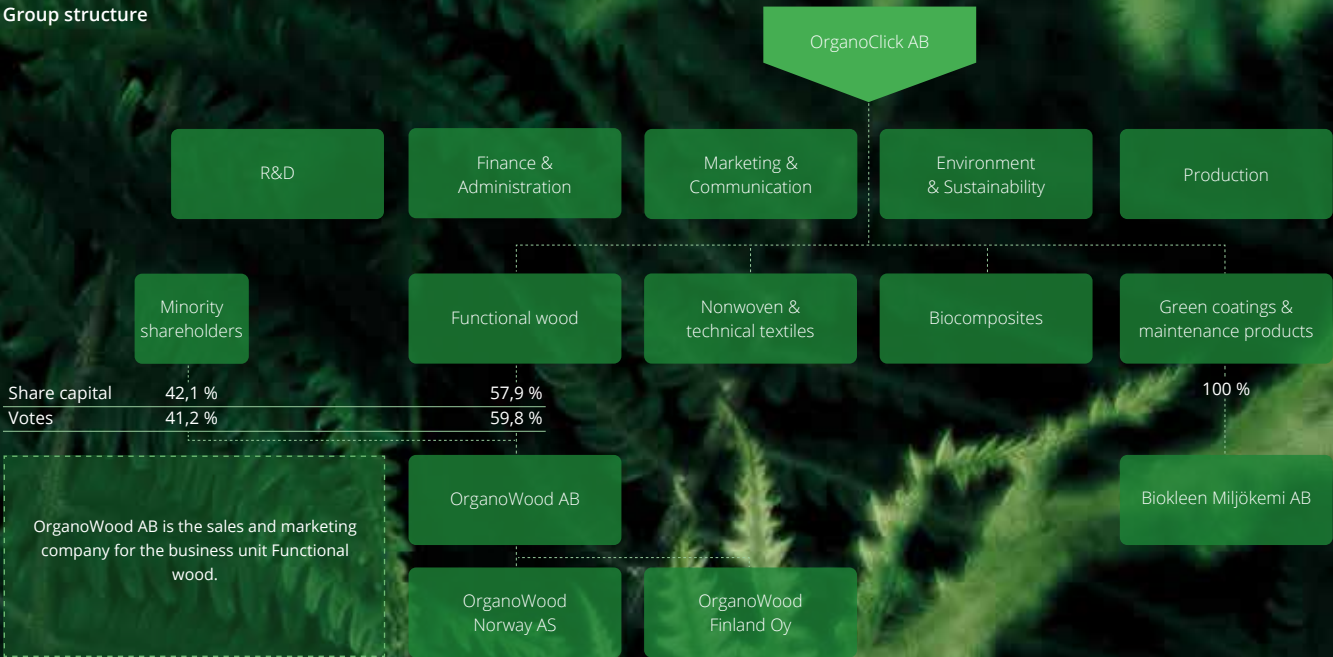 Group structure
OrganoClick AB
R&D
Finance &
Administration
Marketing &
Communication
Environment
& Sustainability
Production
Minority
shareholders
Functional wood
Nonwoven &
technical textiles
Biocomposites
Green coatings &
maintenance products
Share capital 42,1 % 57,9 %
Votes 41,2 % 59,8 %
100 %
OrganoWood AB is the sales and marketing
company for the business unit Functional
wood.
OrganoWood AB
Biokleen Miljökemi AB
OrganoWood
Norway AS
OrganoWood
Finland Oy